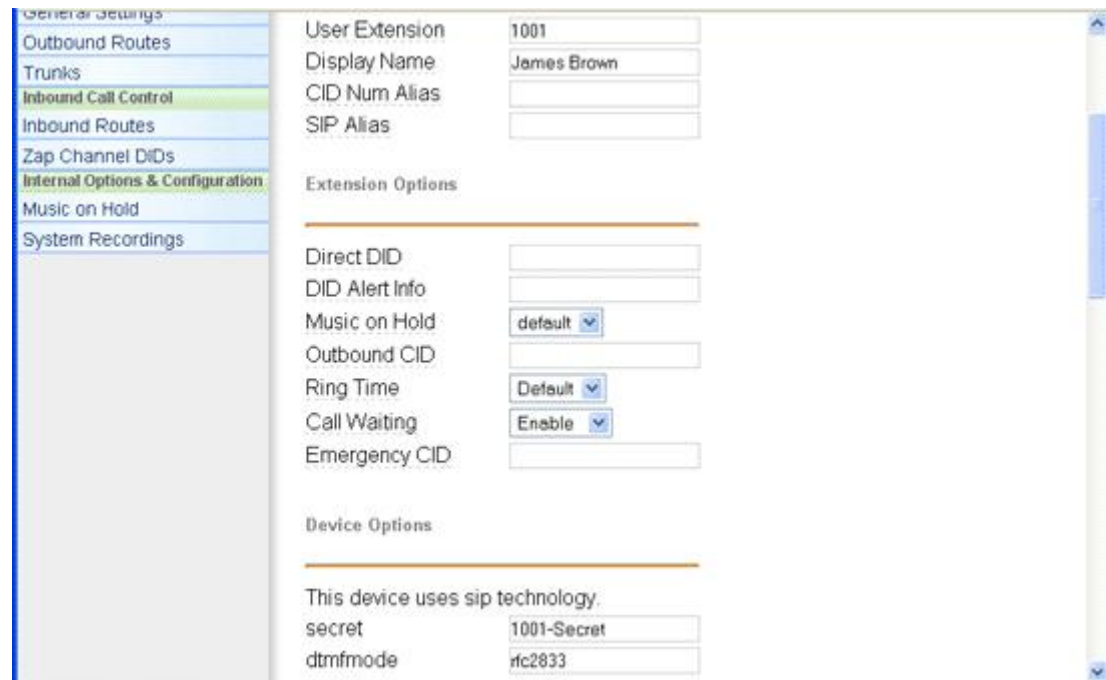 General Settings
Outbound Routes
Trunks
Inbound Call Control
Inbound Routes
Zap Channel DIDs
Internal Options & Configuration
Music on Hold
System Recordings
User Extension 1001
Display Name James Brown
CID Num Alias
SIP Alias
Extension Options
Direct DID
DID Alert Info
Music on Hold default
Outbound CID
Ring Time Default
Call Waiting Enable
Emergency CID
Device Options
This device uses sip technology.
secret 1001-Secret
dtmfmode rfc2833